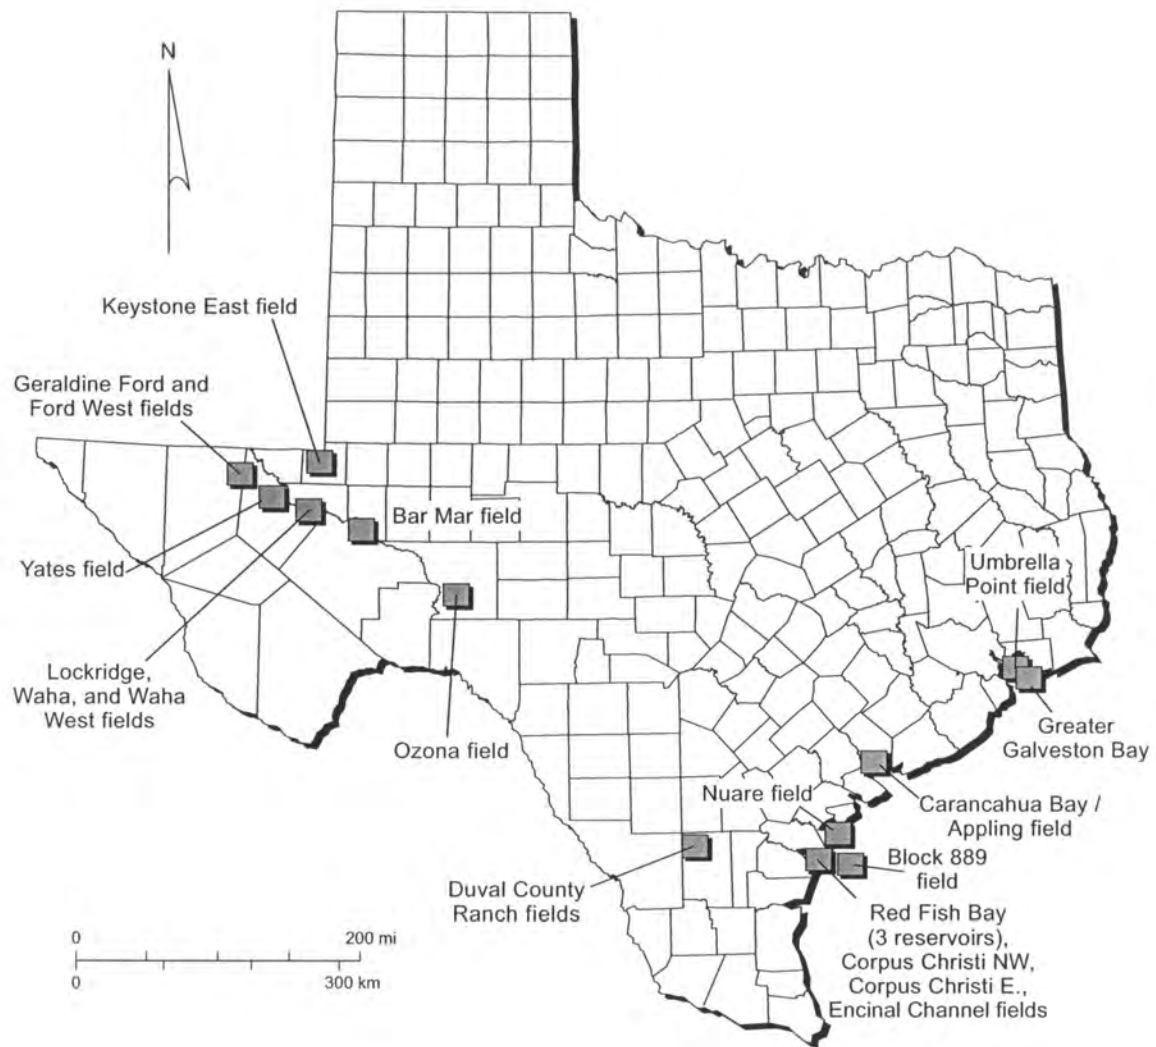 N
Keystone East field
Geraldine Ford and
Ford West fields
Bar Mar field
Yates field
Umbrella
Point field
Lockridge,
Waha, and Waha
West fields
Ozona field
Greater
Galveston Bay
Nuare field
Carancahua Bay /
Appling field
Block 889
field
Duval County
Ranch fields
Red Fish Bay
(3 reservoirs),
Corpus Christi NW,
Corpus Christi E.,
Encinal Channel fields
0 200 mi
0 300 km